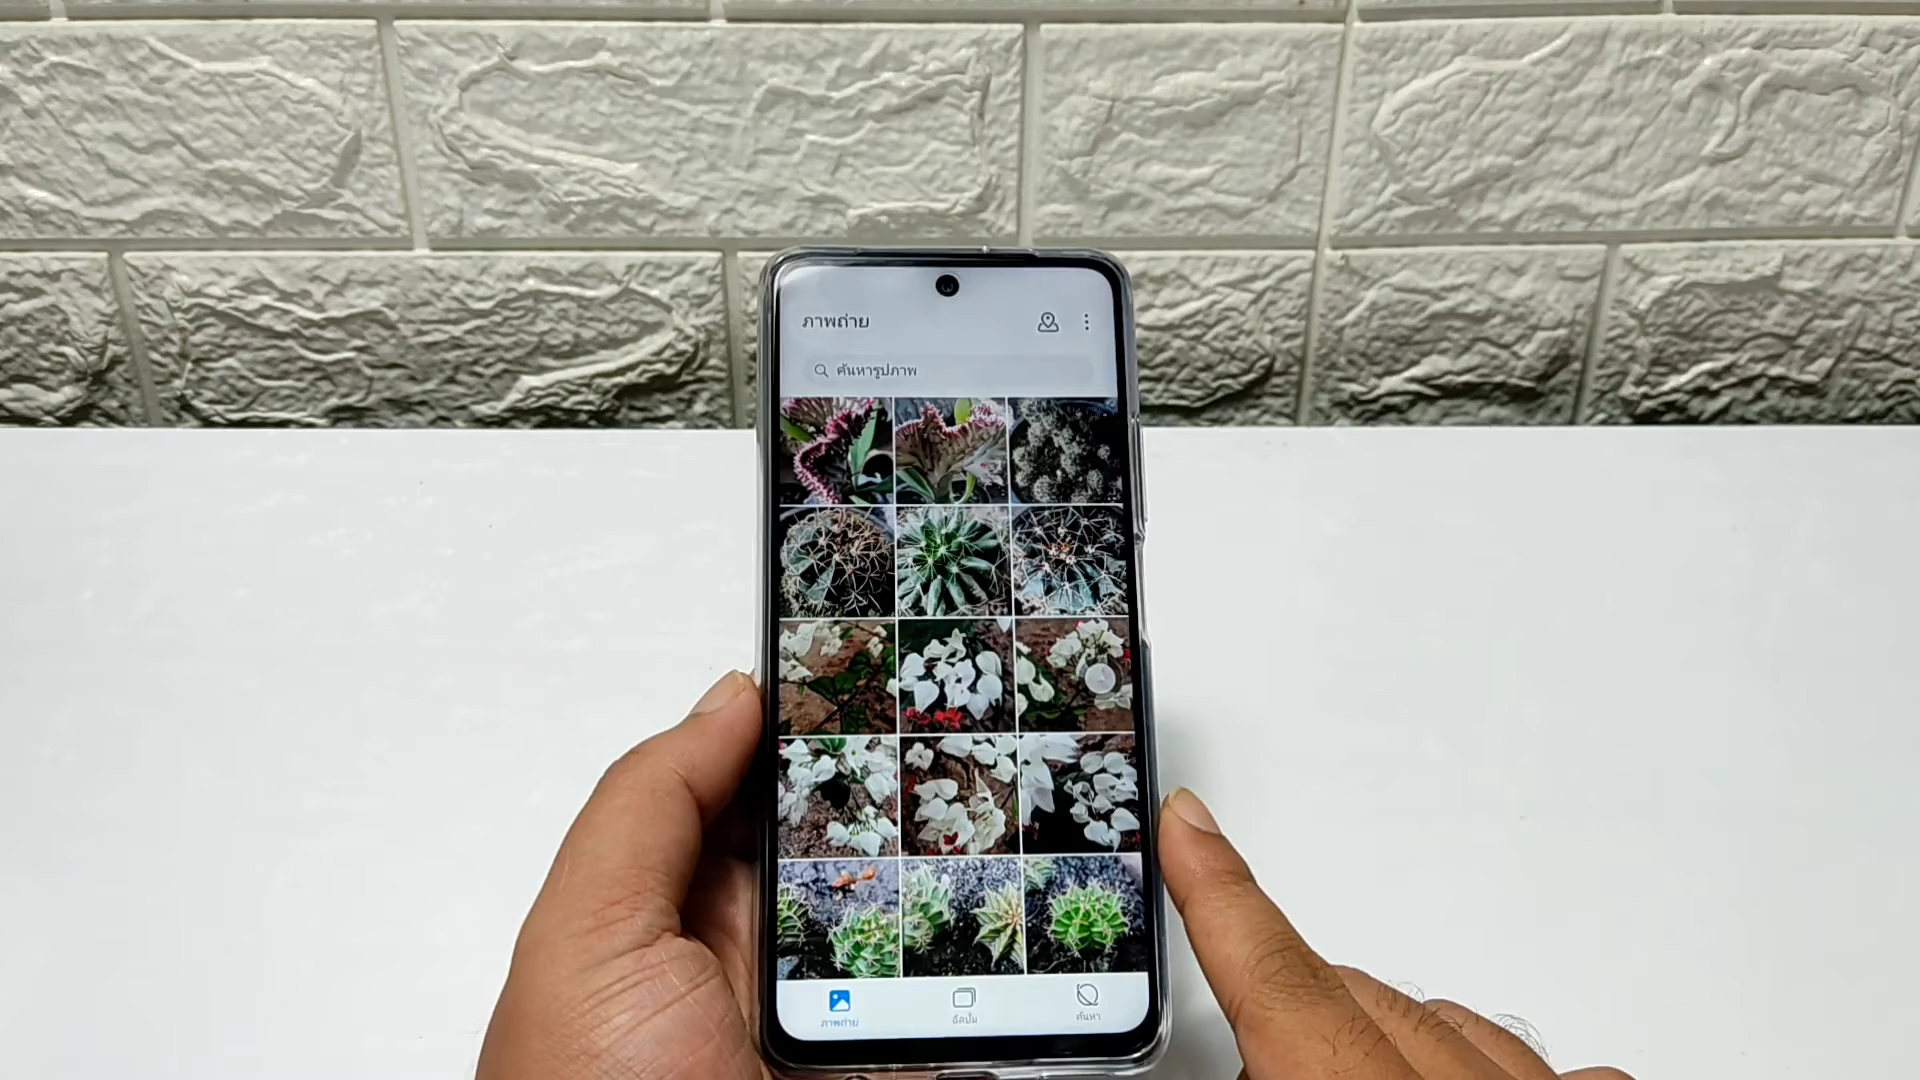 ภาพถ่าย
ค้นหารูปภาพ
ภาพถ่าย
อัลบั้ม
ค้นหา